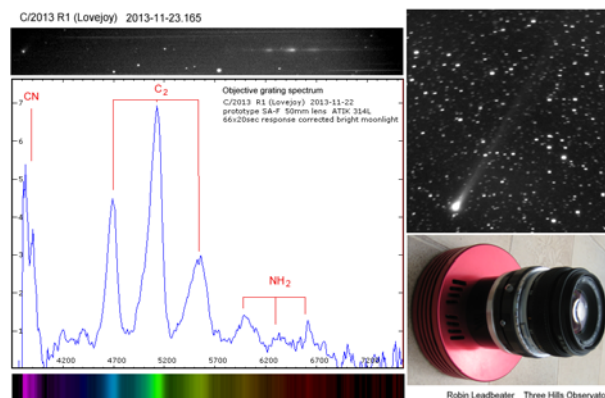 C/2013 R1 (Lovejoy) 2013-11-23.165
CN
C2
Objective grating spectrum
C/2013 R1 (Lovejoy) 2013-11-22
prototype SA-F 50mm lens ATIK 314L
66x20sec response corrected bright moonlight
7
6
5
4
3
NH2
2
1
4200 4700 5200 5700 6200 6700 7200
Robin Leadbeater Three Hills Observato